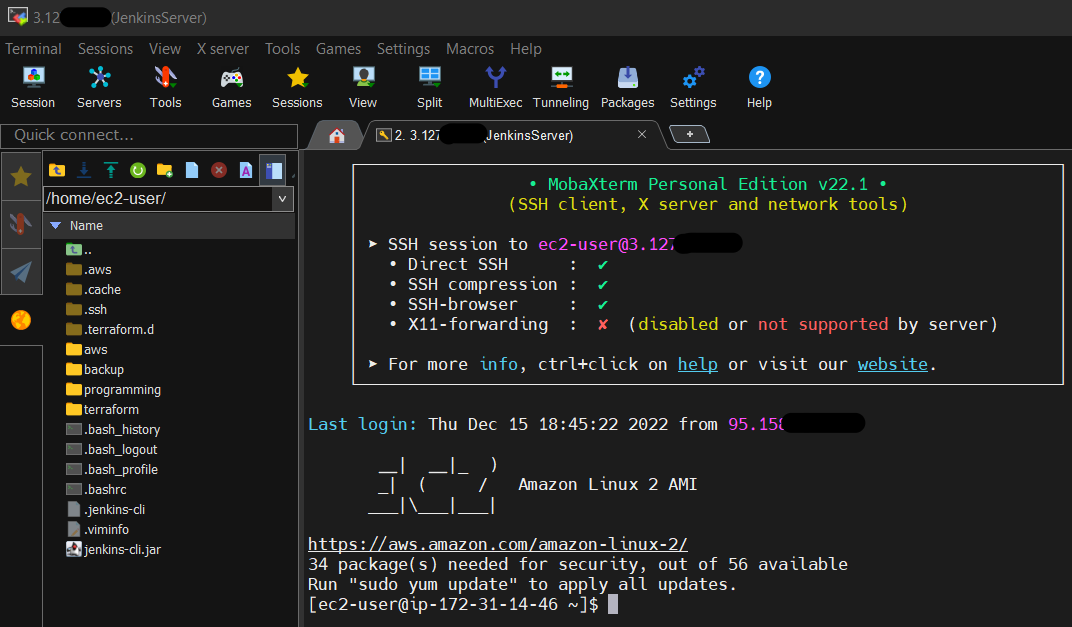 3.12 (JenkinsServer)
Terminal Sessions View X server Tools Games Settings Macros Help
Session Servers Tools Games Sessions View Split MultiExec Tunneling Packages Settings Help
Quick connect...
2. 3.127 (JenkinsServer)
/home/ec2-user/
Name
..
.aws
.cache
.ssh
.terraform.d
aws
backup
programming
terraform
.bash_history
.bash_logout
.bash_profile
.bashrc
.jenkins-cli
.viminfo
jenkins-cli.jar
• MobaXterm Personal Edition v22.1 •
(SSH client, X server and network tools)
➤ SSH session to ec2-user@3.127
• Direct SSH : ✔
• SSH compression : ✔
• SSH-browser : ✔
• X11-forwarding : ✘ (disabled or not supported by server)
➤ For more info, ctrl+click on help or visit our website.
Last login: Thu Dec 15 18:45:22 2022 from 95.158
__| __|_ )
_| ( / Amazon Linux 2 AMI
___|\___|___|
https://aws.amazon.com/amazon-linux-2/
34 package(s) needed for security, out of 56 available
Run "sudo yum update" to apply all updates.
[ec2-user@ip-172-31-14-46 ~]$